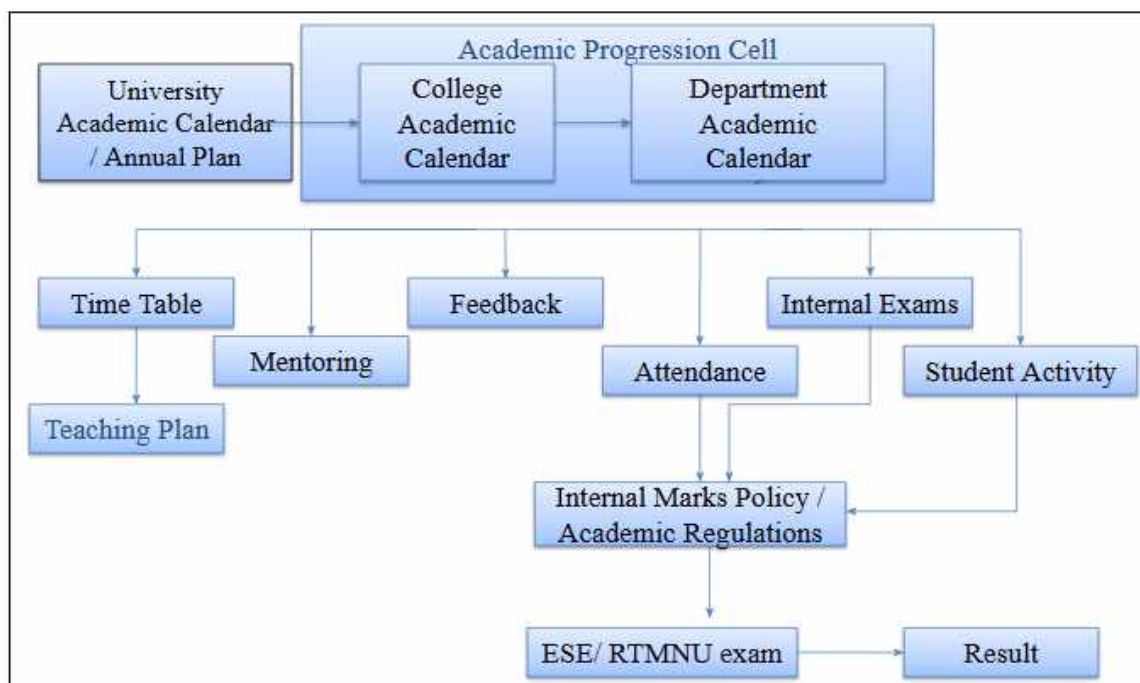 Academic Progression Cell
University
Academic Calendar
/ Annual Plan
College
Academic
Calendar
Department
Academic
Calendar
Time Table
Feedback
Internal Exams
Mentoring
Attendance
Student Activity
Teaching Plan
Internal Marks Policy /
Academic Regulations
ESE/ RTMNU exam
Result